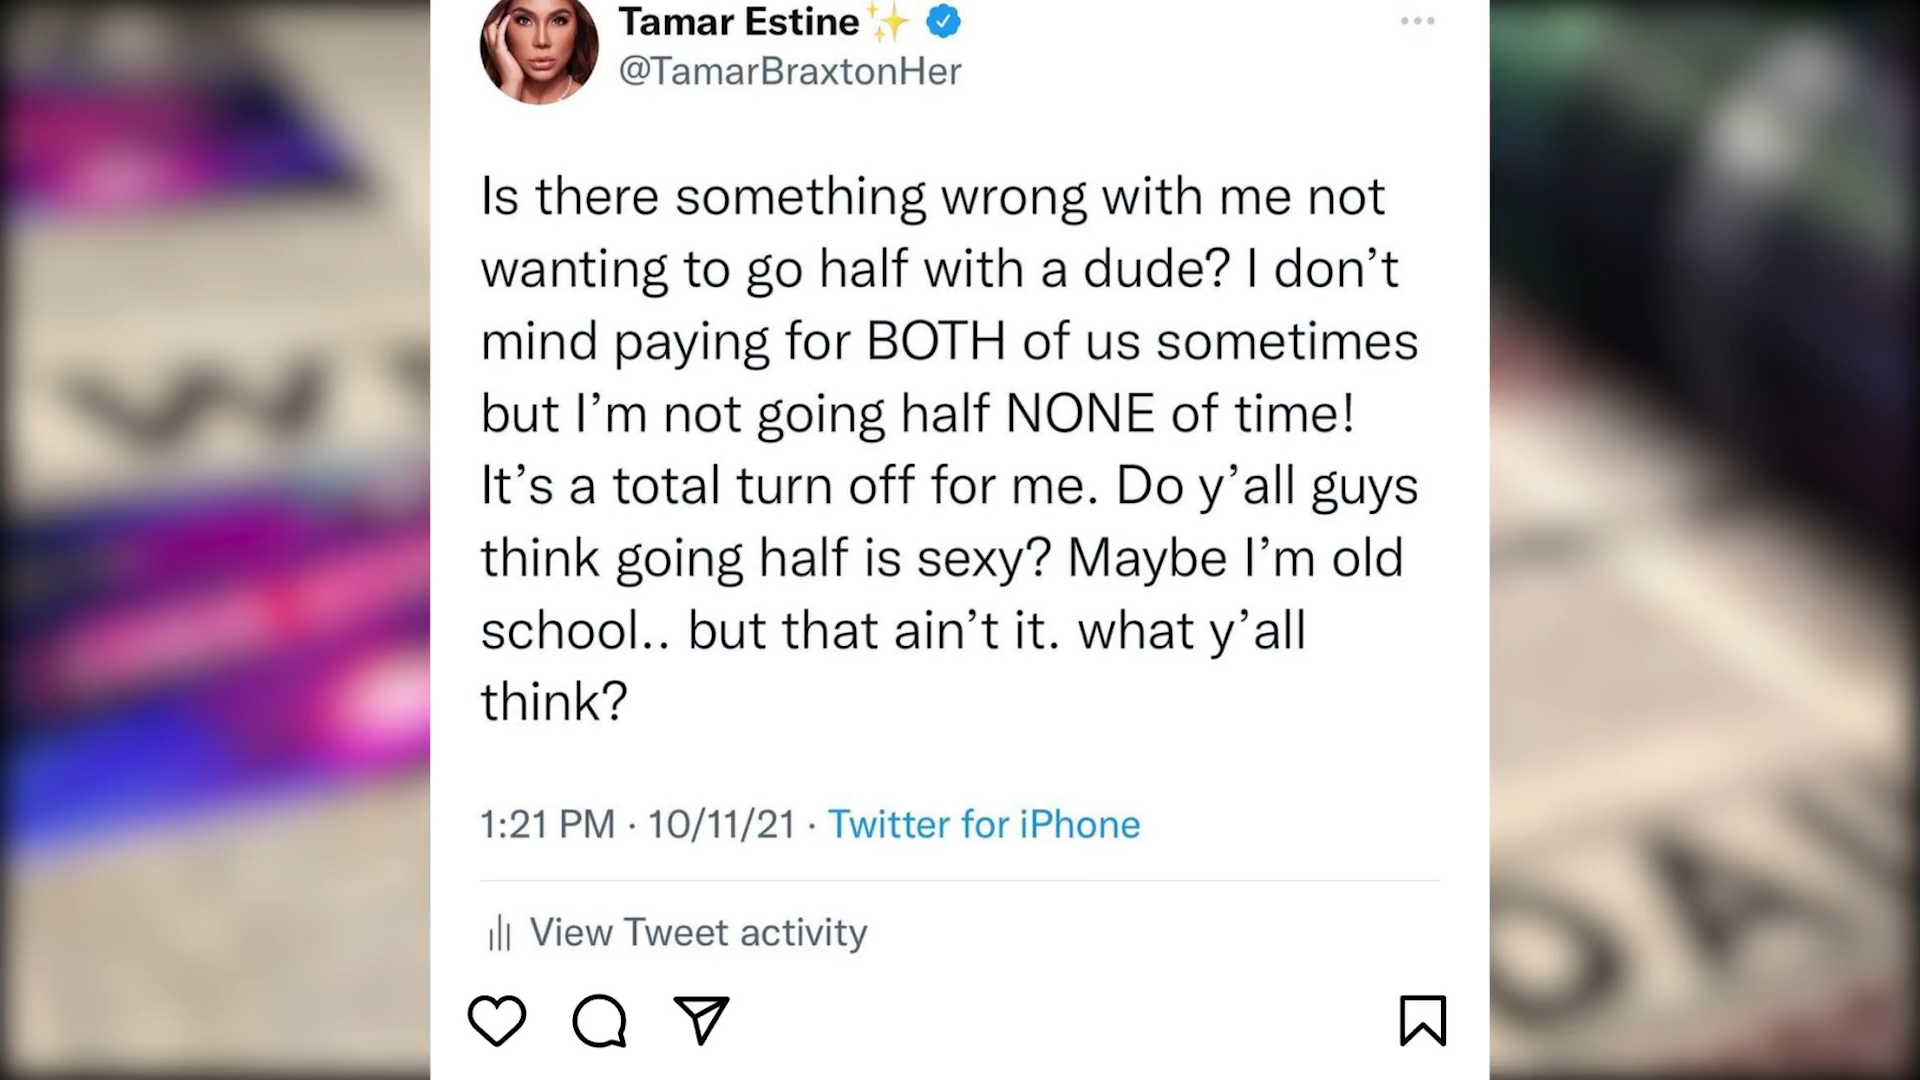 Tamar Estine✨
@TamarBraxtonHer
Is there something wrong with me not
wanting to go half with a dude? I don’t
mind paying for BOTH of us sometimes
but I’m not going half NONE of time!
It’s a total turn off for me. Do y’all guys
think going half is sexy? Maybe I’m old
school.. but that ain’t it. what y’all
think?
1:21 PM · 10/11/21 · Twitter for iPhone
View Tweet activity